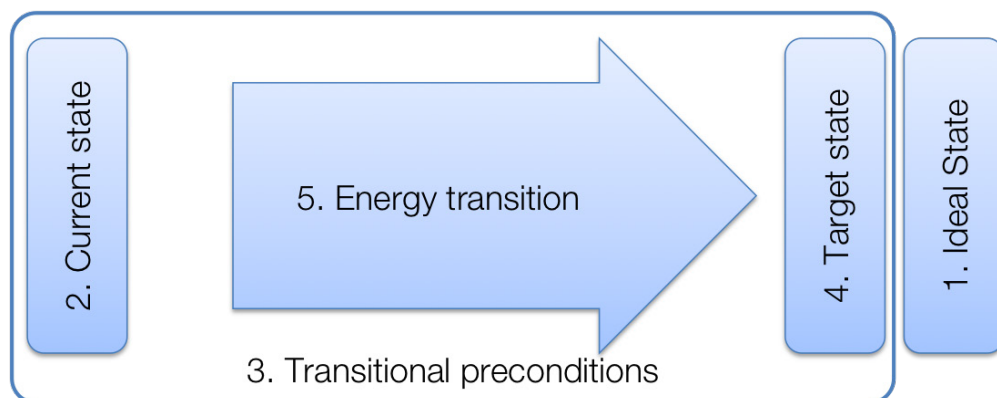 2. Current state
5. Energy transition
4. Target state
1. Ideal State
3. Transitional preconditions